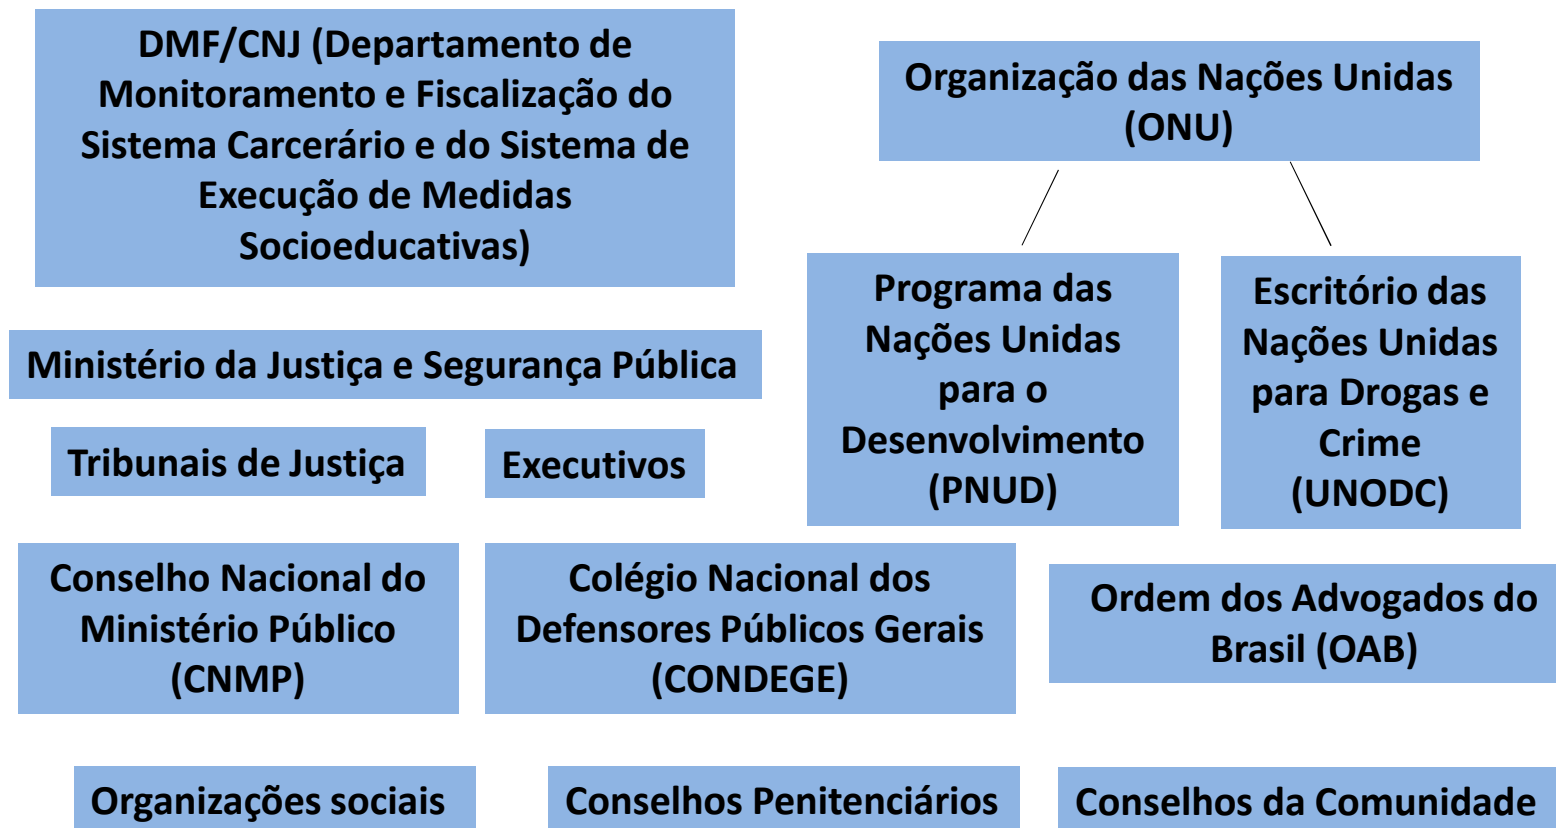 DMF/CNJ (Departamento de
Monitoramento e Fiscalização do
Sistema Carcerário e do Sistema de
Execução de Medidas
Socioeducativas)
Organização das Nações Unidas
(ONU)
Programa das
Nações Unidas
para o
Desenvolvimento
(PNUD)
Escritório das
Nações Unidas
para Drogas e
Crime
(UNODC)
Ministério da Justiça e Segurança Pública
Tribunais de Justiça
Executivos
Conselho Nacional do
Ministério Público
(CNMP)
Colégio Nacional dos
Defensores Públicos Gerais
(CONDEGE)
Ordem dos Advogados do
Brasil (OAB)
Organizações sociais
Conselhos Penitenciários
Conselhos da Comunidade